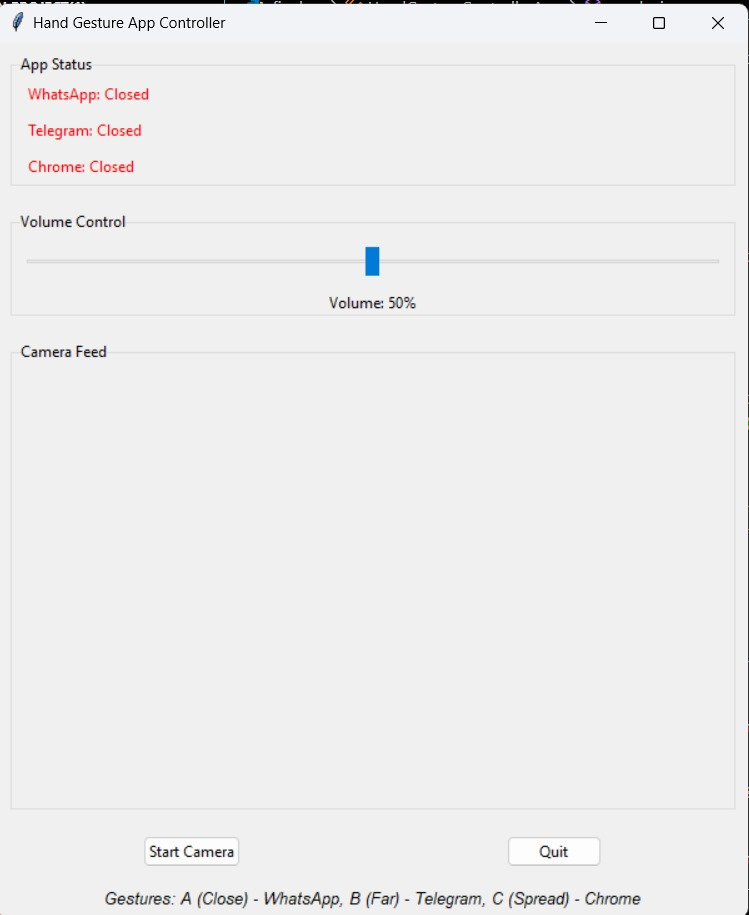 Hand Gesture App Controller
App Status
WhatsApp: Closed
Telegram: Closed
Chrome: Closed
Volume Control
Volume: 50%
Camera Feed
Start Camera Quit
Gestures: A (Close) - WhatsApp, B (Far) - Telegram, C (Spread) - Chrome